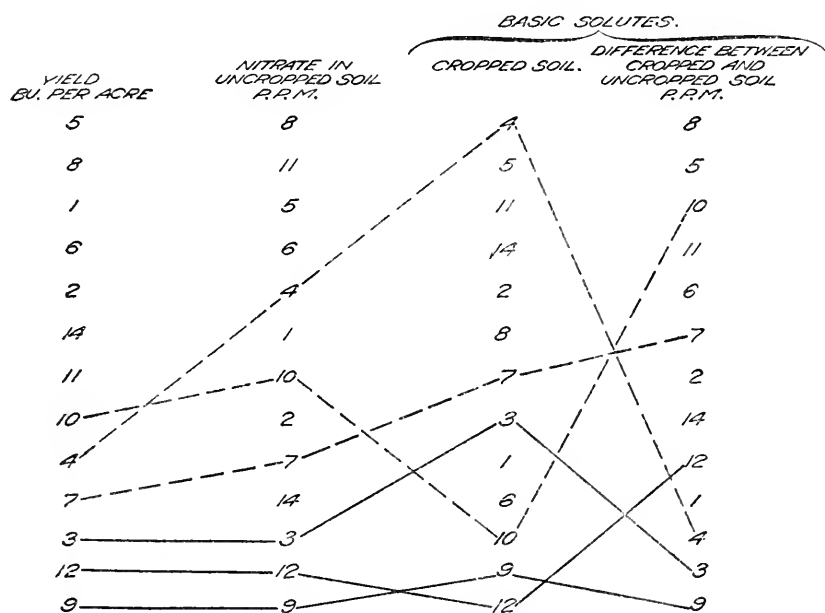 BASIC SOLUTES.
YIELD
BU. PER ACRE
NITRATE IN
UNCROPPED SOIL
P.P.M.
CROPPED SOIL.
DIFFERENCE BETWEEN
CROPPED AND
UNCROPPED SOIL
P.P.M.
5 8 4 8
8 11 5 5
1 5 11 10
6 6 14 11
2 4 2 6
14 1 8 7
11 10 7 2
10 2 3 14
4 7 1 12
7 14 6 1
3 3 10 4
12 12 9 3
9 9 12 9